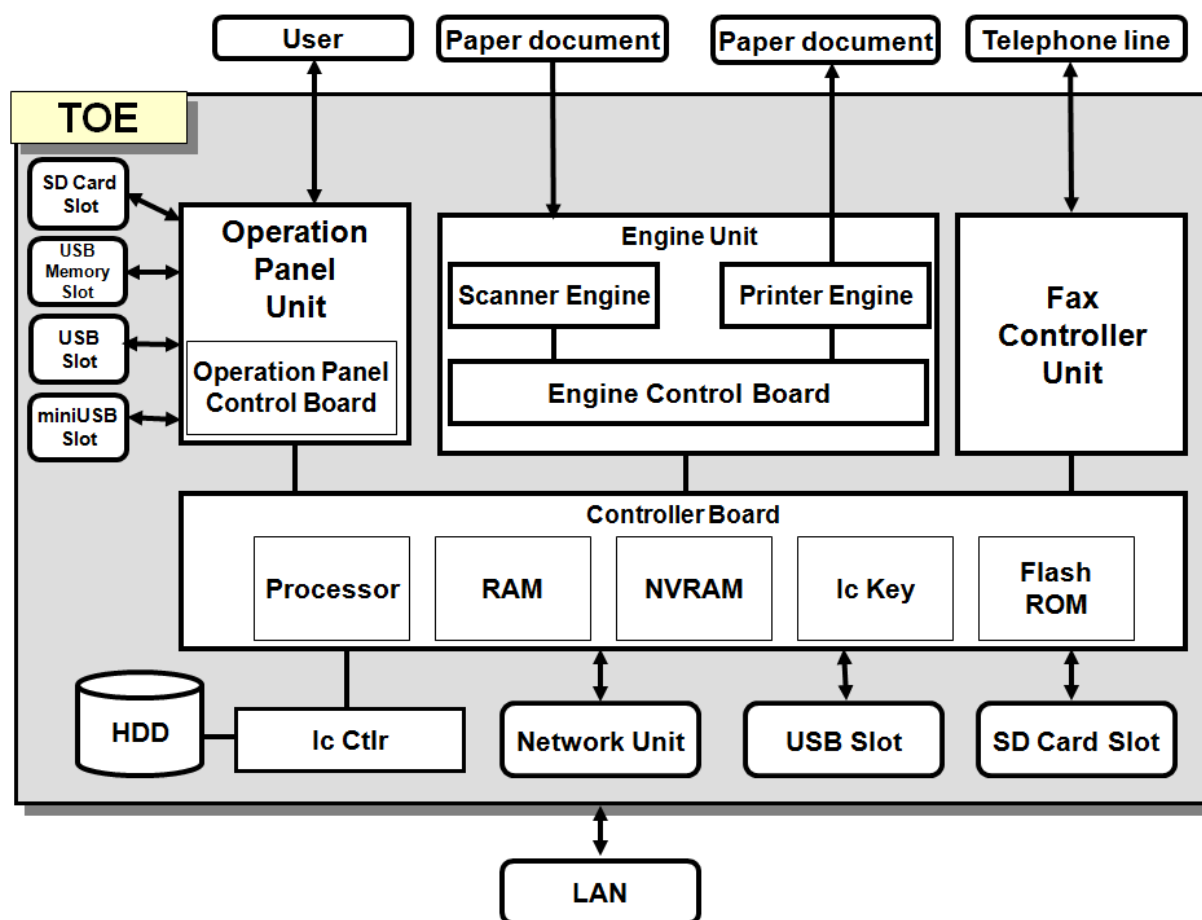 User
Paper document
Paper document
Telephone line
TOE
SD Card
Slot
USB
Memory
Slot
USB
Slot
miniUSB
Slot
Operation
Panel
Unit
Operation Panel
Control Board
Engine Unit
Scanner Engine
Printer Engine
Engine Control Board
Fax
Controller
Unit
Controller Board
Processor
RAM
NVRAM
Ic Key
Flash
ROM
HDD
Ic Ctlr
Network Unit
USB Slot
SD Card Slot
LAN